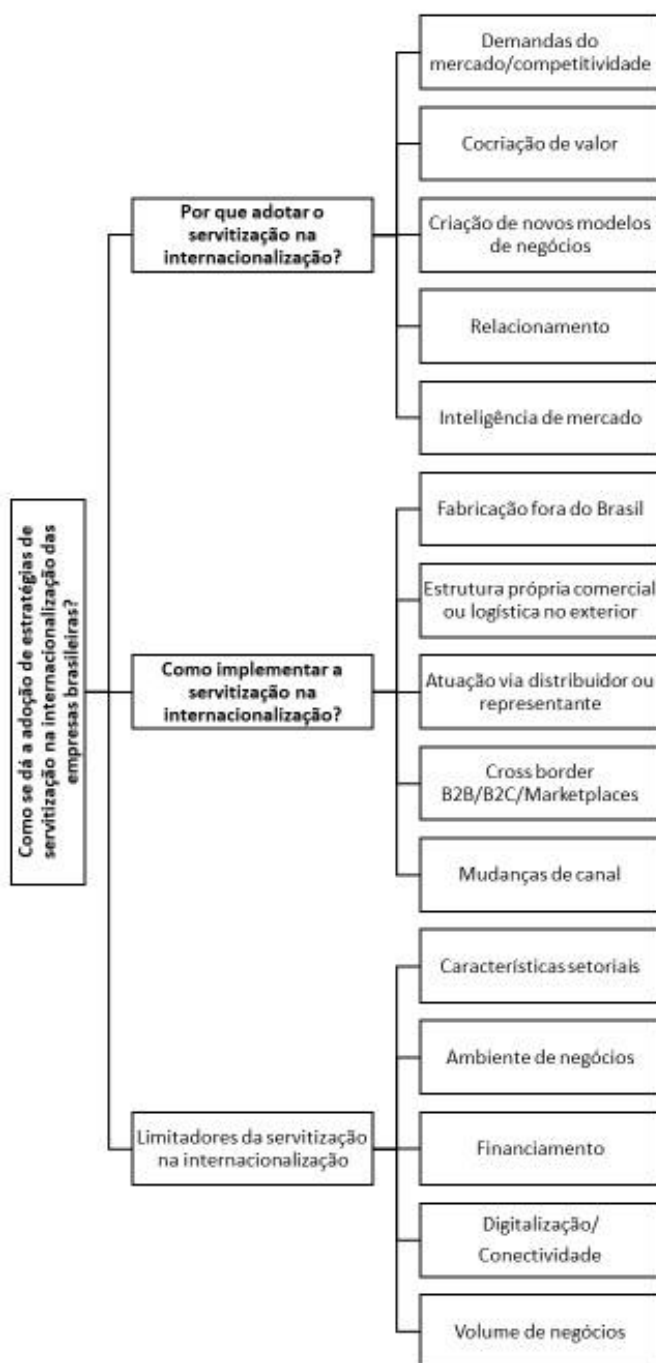 Como se dá a adoção de estratégias de
servitização na internacionalização das
empresas brasileiras?
Por que adotar o
servitização na
internacionalização?
Demandas do
mercado/competitividade
Cocriação de valor
Criação de novos modelos
de negócios
Relacionamento
Inteligência de mercado
Como implementar a
servitização na
internacionalização?
Fabricação fora do Brasil
Estrutura própria comercial
ou logística no exterior
Atuação via distribuidor ou
representante
Cross border
B2B/B2C/Marketplaces
Mudanças de canal
Limitadores da servitização
na internacionalização
Características setoriais
Ambiente de negócios
Financiamento
Digitalização/
Conectividade
Volume de negócios